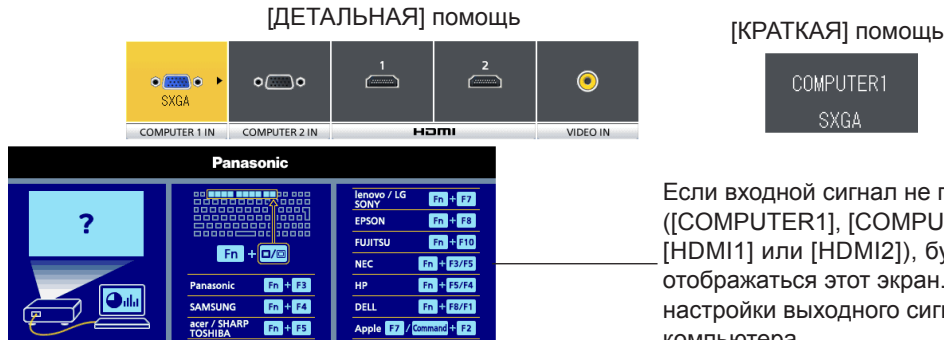 [ДЕТАЛЬНАЯ] помощь
[КРАТКАЯ] помощь
1
2
SXGA
COMPUTER 1 IN
COMPUTER 2 IN
HDMI
VIDEO IN
COMPUTER1
SXGA
Panasonic
?
Fn +
Panasonic Fn + F3
SAMSUNG Fn + F4
acer / SHARP
TOSHIBA Fn + F5
lenovo / LG
SONY Fn + F7
EPSON Fn + F8
FUJITSU Fn + F10
NEC Fn + F3/F5
HP Fn + F5/F4
DELL Fn + F8/F1
Apple F7 / Command + F2
Если входной сигнал не
([COMPUTER1],
[HDMI1] или [HDMI2]),
отображаться этот экран.
настройки выходного
компьютера